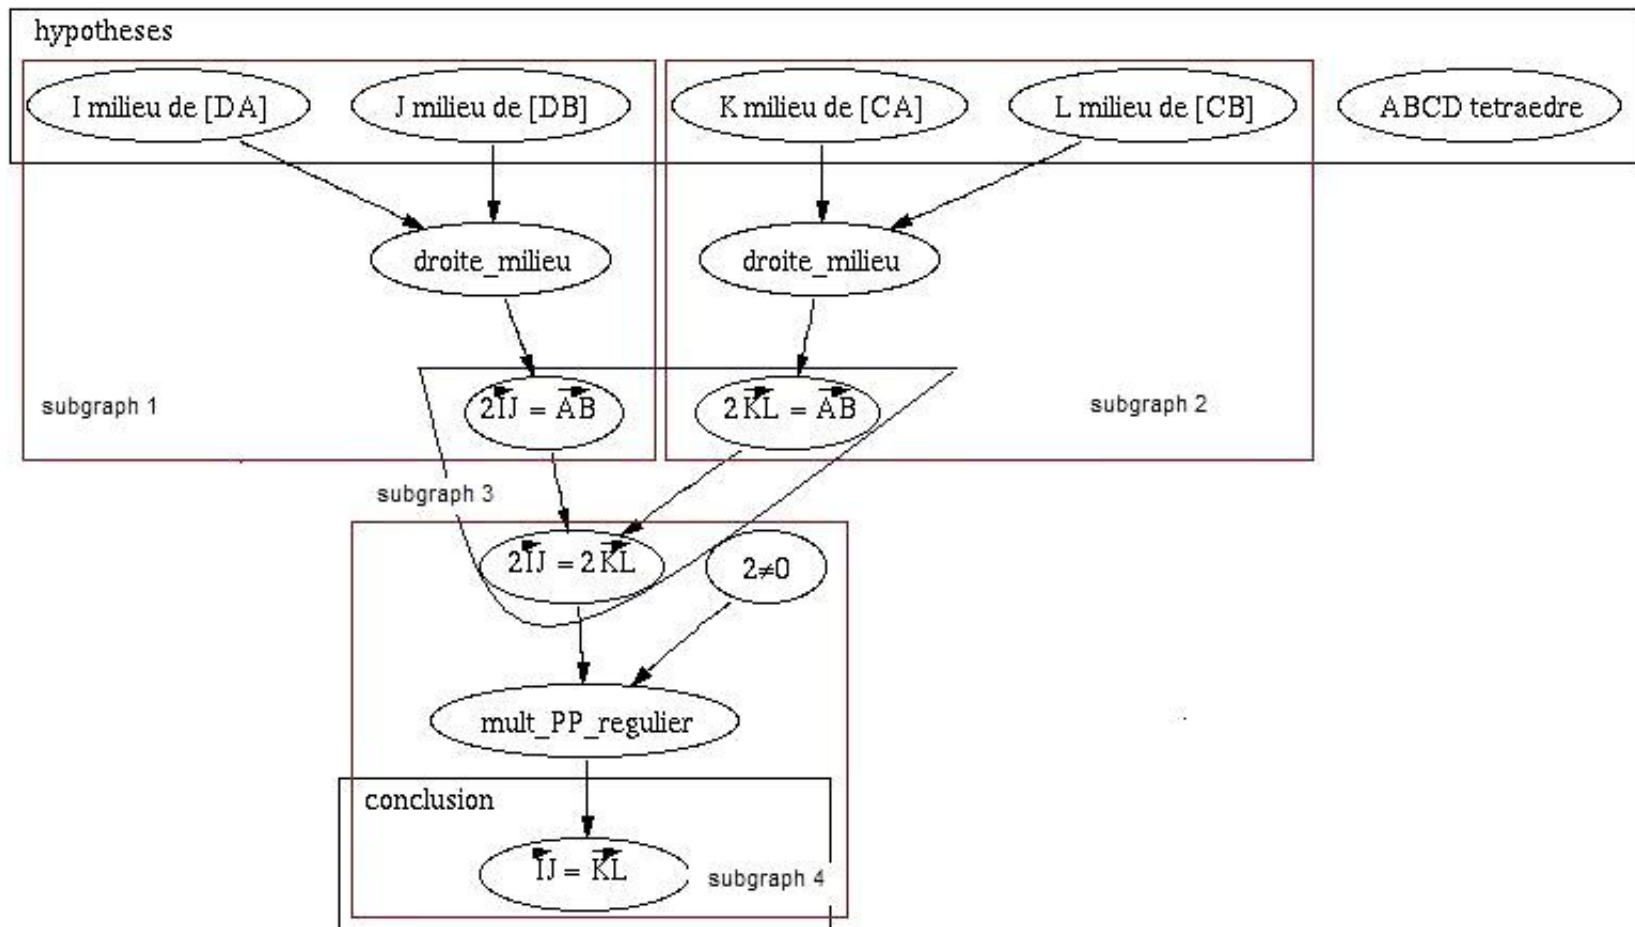 hypotheses
I milieu de [DA] J milieu de [DB] K milieu de [CA] L milieu de [CB] ABCD tetraedre
droite_milieu droite_milieu
subgraph 1 2IJ = AB 2KL = AB subgraph 2
subgraph 3
2IJ = 2KL 2≠0
mult_PP_regulier
conclusion
IJ = KL subgraph 4